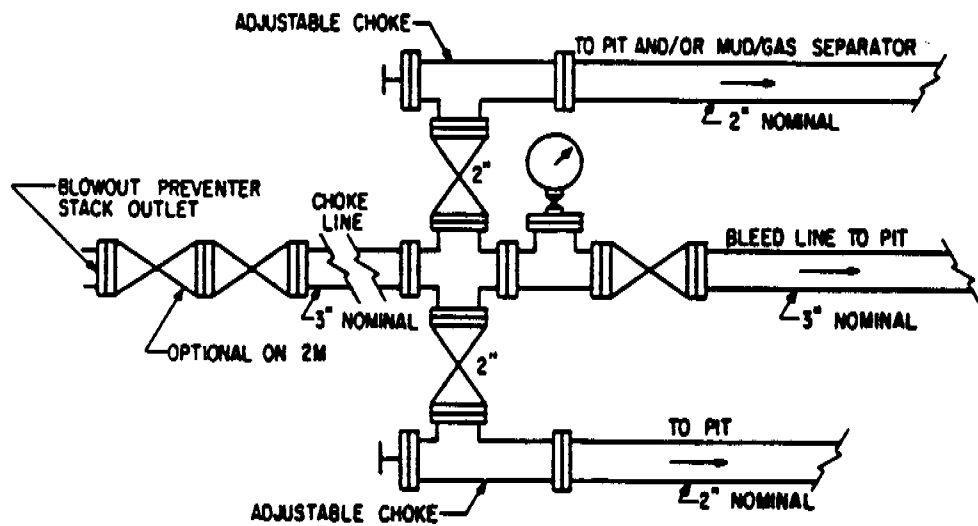 ADJUSTABLE CHOKE
TO PIT AND/OR MUD/GAS SEPARATOR
2" NOMINAL
2"
BLOWOUT PREVENTER
STACK OUTLET
CHOKE
LINE
BLEED LINE TO PIT
3" NOMINAL
3" NOMINAL
OPTIONAL ON 2M
2"
TO PIT
2" NOMINAL
ADJUSTABLE CHOKE